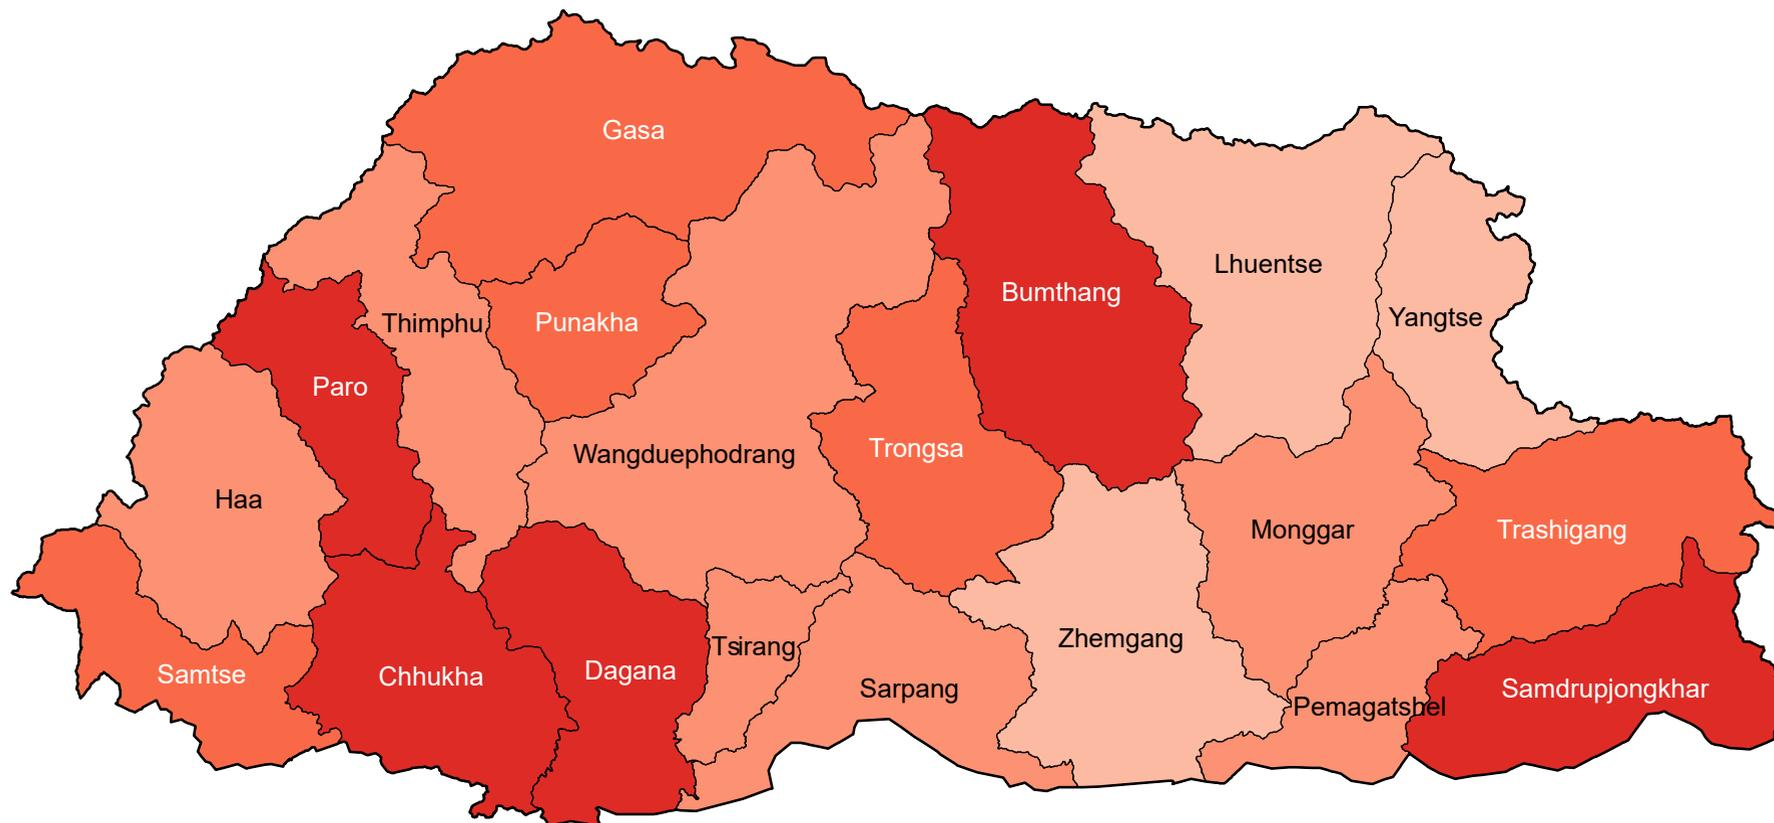 Gasa
Lhuentse
Bumthang
Yangtse
Thimphu
Punakha
Paro
Trongsa
Wangduephodrang
Haa
Monggar
Trashigang
Zhemgang
Tsirang
Dagana
Samtse
Chhukha
Sarpang
Samdrupjongkhar
Pemagatshel